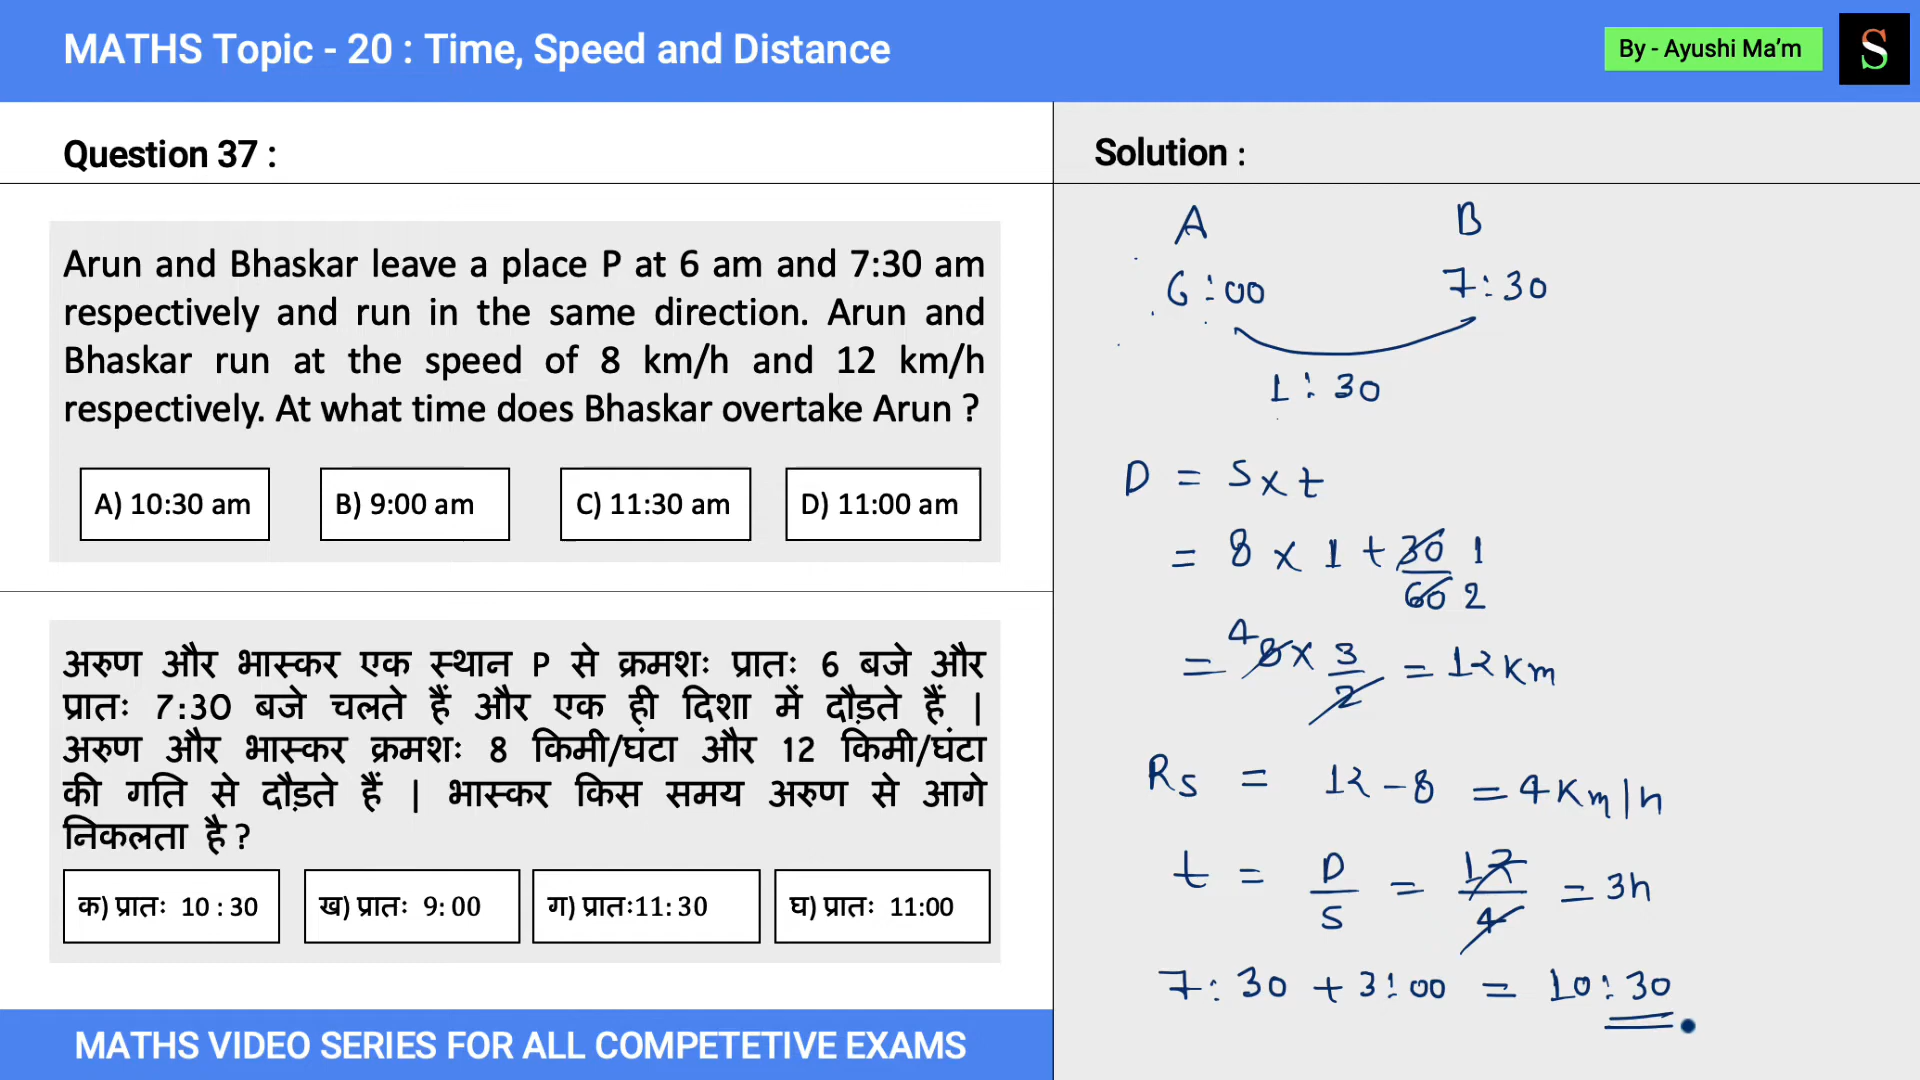 MATHS Topic - 20 : Time, Speed and Distance
By - Ayushi Ma’m
S
Question 37 :
Arun and Bhaskar leave a place P at 6 am and 7:30 am
respectively and run in the same direction. Arun and
Bhaskar run at the speed of 8 km/h and 12 km/h
respectively. At what time does Bhaskar overtake Arun ?
A) 10:30 am
B) 9:00 am
C) 11:30 am
D) 11:00 am
अरुण और भास्कर एक स्थान P से क्रमशः प्रातः 6 बजे और
प्रातः 7:30 बजे चलते हैं और एक ही दिशा में दौड़ते हैं |
अरुण और भास्कर क्रमशः 8 किमी/घंटा और 12 किमी/घंटा
की गति से दौड़ते हैं | भास्कर किस समय अरुण से आगे
निकलता है ?
क) प्रातः 10 : 30
ख) प्रातः 9: 00
ग) प्रातः11: 30
घ) प्रातः 11:00
MATHS VIDEO SERIES FOR ALL COMPETETIVE EXAMS
Solution :
A B
6:00 7:30
1:30
D = S x t
= 8 x 1 + 30/60 1/2
= 4 8 x 3/2 = 12 Km
Rs = 12 - 8 = 4 Km/h
t = D/S = 12/4 = 3h
7:30 + 3:00 = 10:30